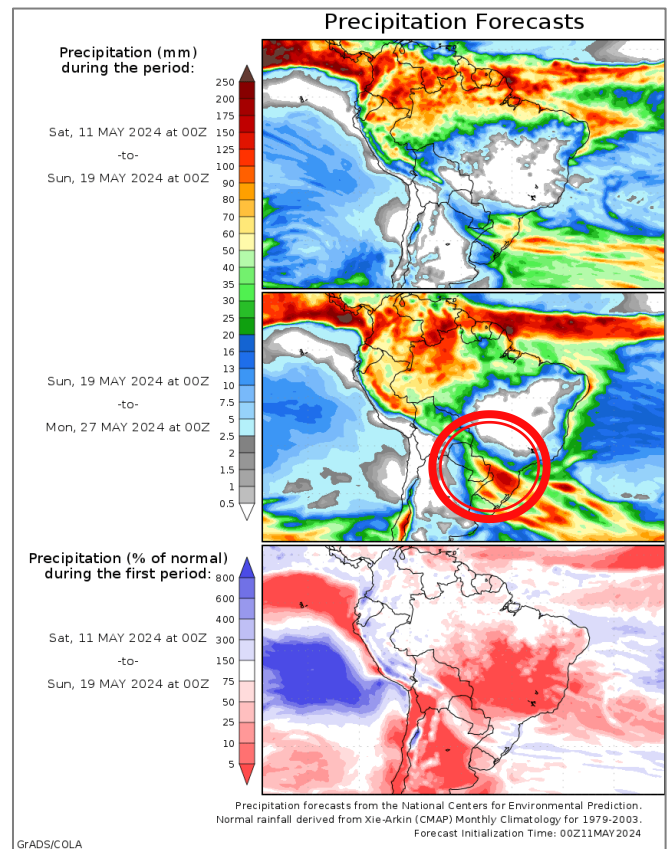 Precipitation Forecasts
Precipitation (mm)
during the period:
Sat, 11 MAY 2024 at 00Z
-to-
Sun, 19 MAY 2024 at 00Z
250
200
175
150
125
100
90
80
70
60
50
40
35
30
25
20
16
13
10
7.5
5
2.5
2
1.5
1
0.5
Sun, 19 MAY 2024 at 00Z
-to-
Mon, 27 MAY 2024 at 00Z
Precipitation (% of normal)
during the first period:
Sat, 11 MAY 2024 at 00Z
-to-
Sun, 19 MAY 2024 at 00Z
800
600
400
300
150
75
50
25
10
5
Precipitation forecasts from the National Centers for Environmental Prediction.
Normal rainfall derived from Xie-Arkin (CMAP) Monthly Climatology for 1979-2003.
Forecast Initialization Time: 00Z11MAY2024
GrADS/COLA